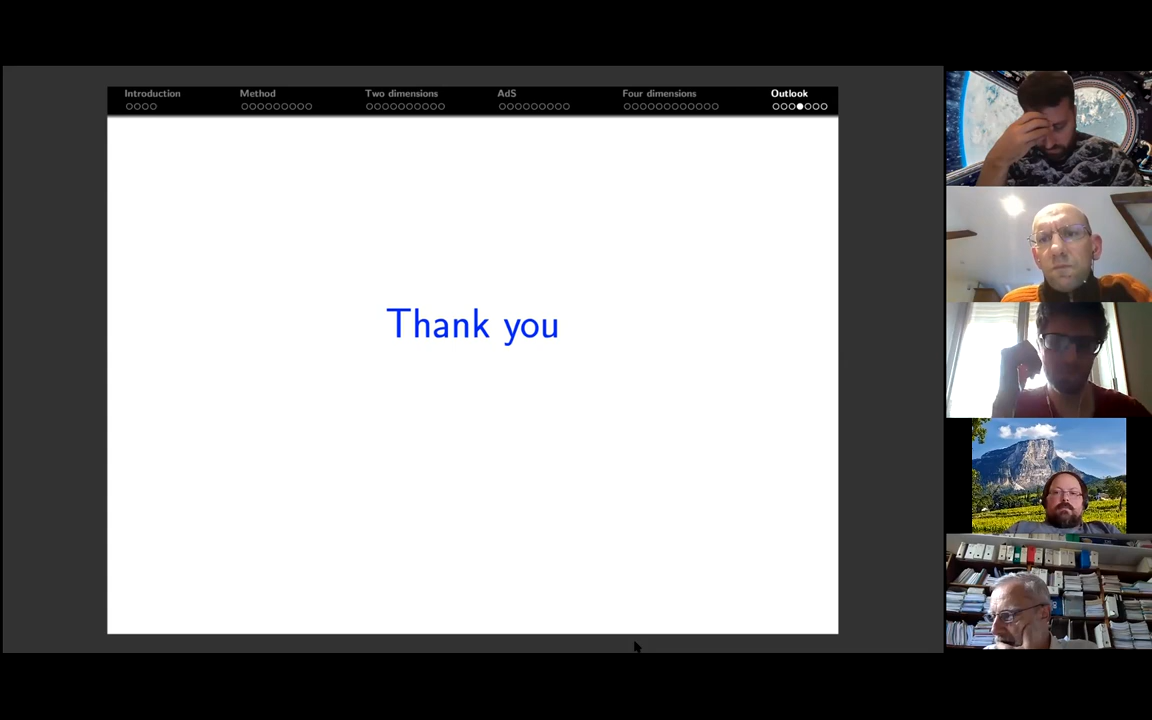 Introduction
Method
Two dimensions
AdS
Four dimensions
Outlook
Thank you